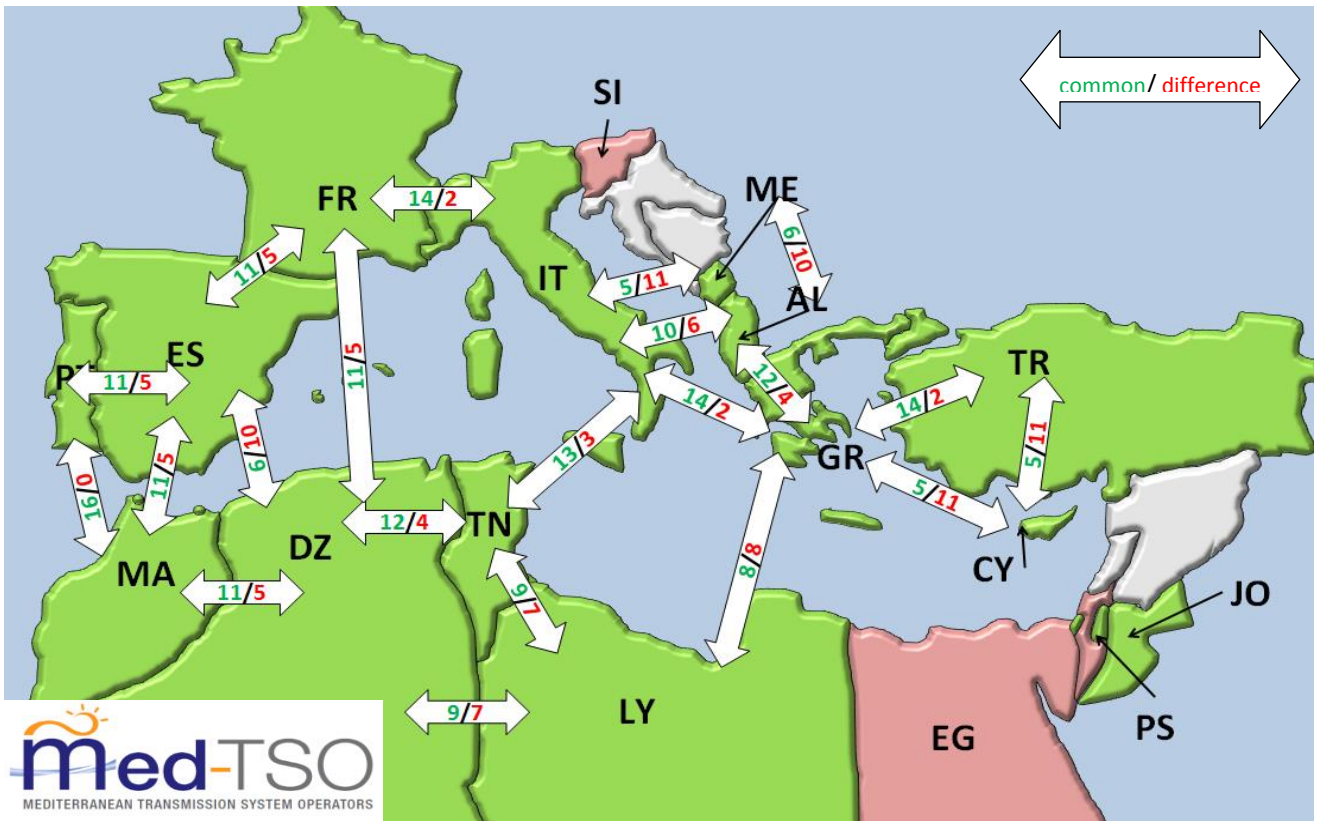 common/ difference
SI
ME
FR
14/2
6/10
11/5
IT
5/11
AL
10/6
TR
ES
11/5
PT
11/5
12/4
14/2
14/2
5/11
6/10
13/3
GR
11/5
16/0
5/11
12/4
TN
DZ
8/8
CY
MA
11/5
9/7
JO
9/7
LY
PS
EG
Med-TSO
MEDITERRANEAN TRANSMISSION SYSTEM OPERATORS